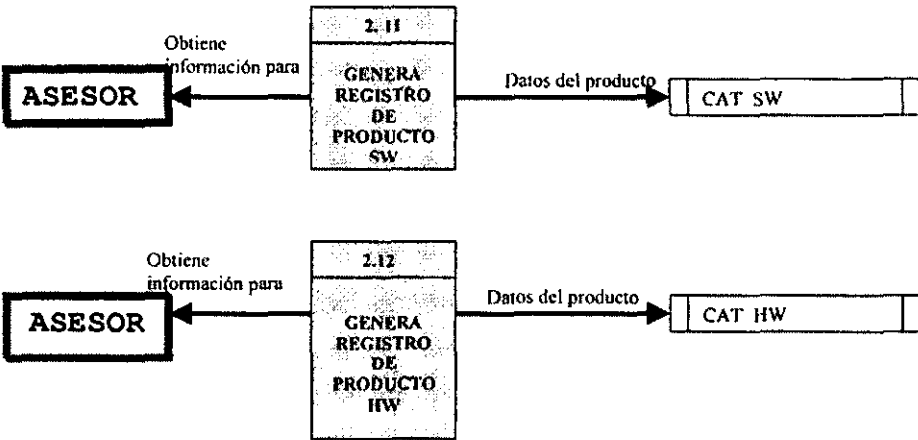 2. 11
Obtiene
información para
ASESOR
GENERA
REGISTRO
DE
PRODUCTO
SW
Datos del producto
CAT SW
2.12
Obtiene
información para
ASESOR
GENERA
REGISTRO
DE
PRODUCTO
HW
Datos del producto
CAT HW